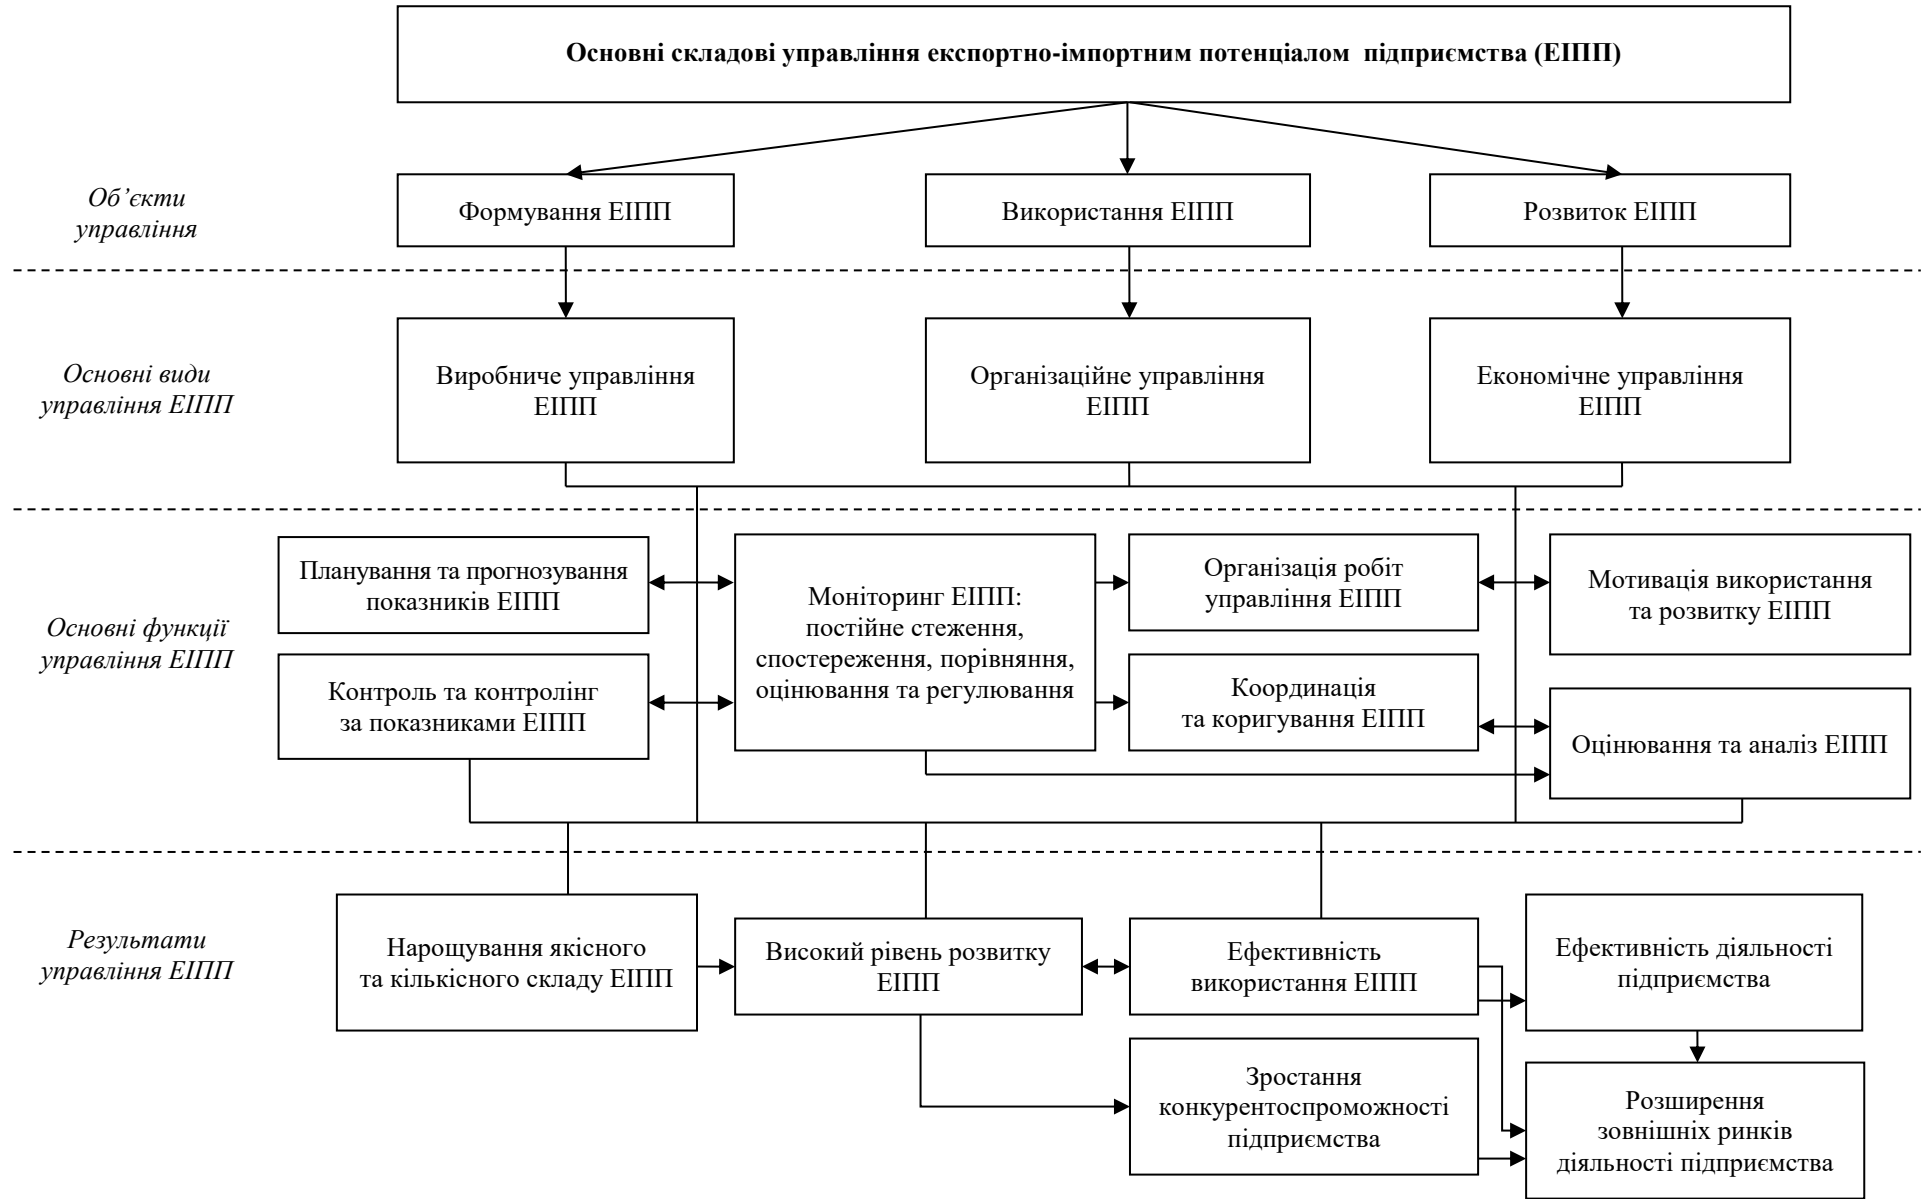 Основні складові управління експортно-імпортним потенціалом підприємства (ЕІПП)
Об’єкти
управління
Формування ЕІПП
Використання ЕІПП
Розвиток ЕІПП
Основні види
управління ЕІПП
Виробниче управління
ЕІПП
Організаційне управління
ЕІПП
Економічне управління
ЕІПП
Основні функції
управління ЕІПП
Планування та прогнозування
показників ЕІПП
Контроль та контролінг
за показниками ЕІПП
Моніторинг ЕІПП:
постійне стеження,
спостереження, порівняння,
оцінювання та регулювання
Організація робіт
управління ЕІПП
Координація
та коригування ЕІПП
Мотивація використання
та розвитку ЕІПП
Оцінювання та аналіз ЕІПП
Результати
управління ЕІПП
Нарощування якісного
та кількісного складу ЕІПП
Високий рівень розвитку
ЕІПП
Ефективність
використання ЕІПП
Ефективність діяльності
підприємства
Зростання
конкурентоспроможності
підприємства
Розширення
зовнішніх ринків
діяльності підприємства